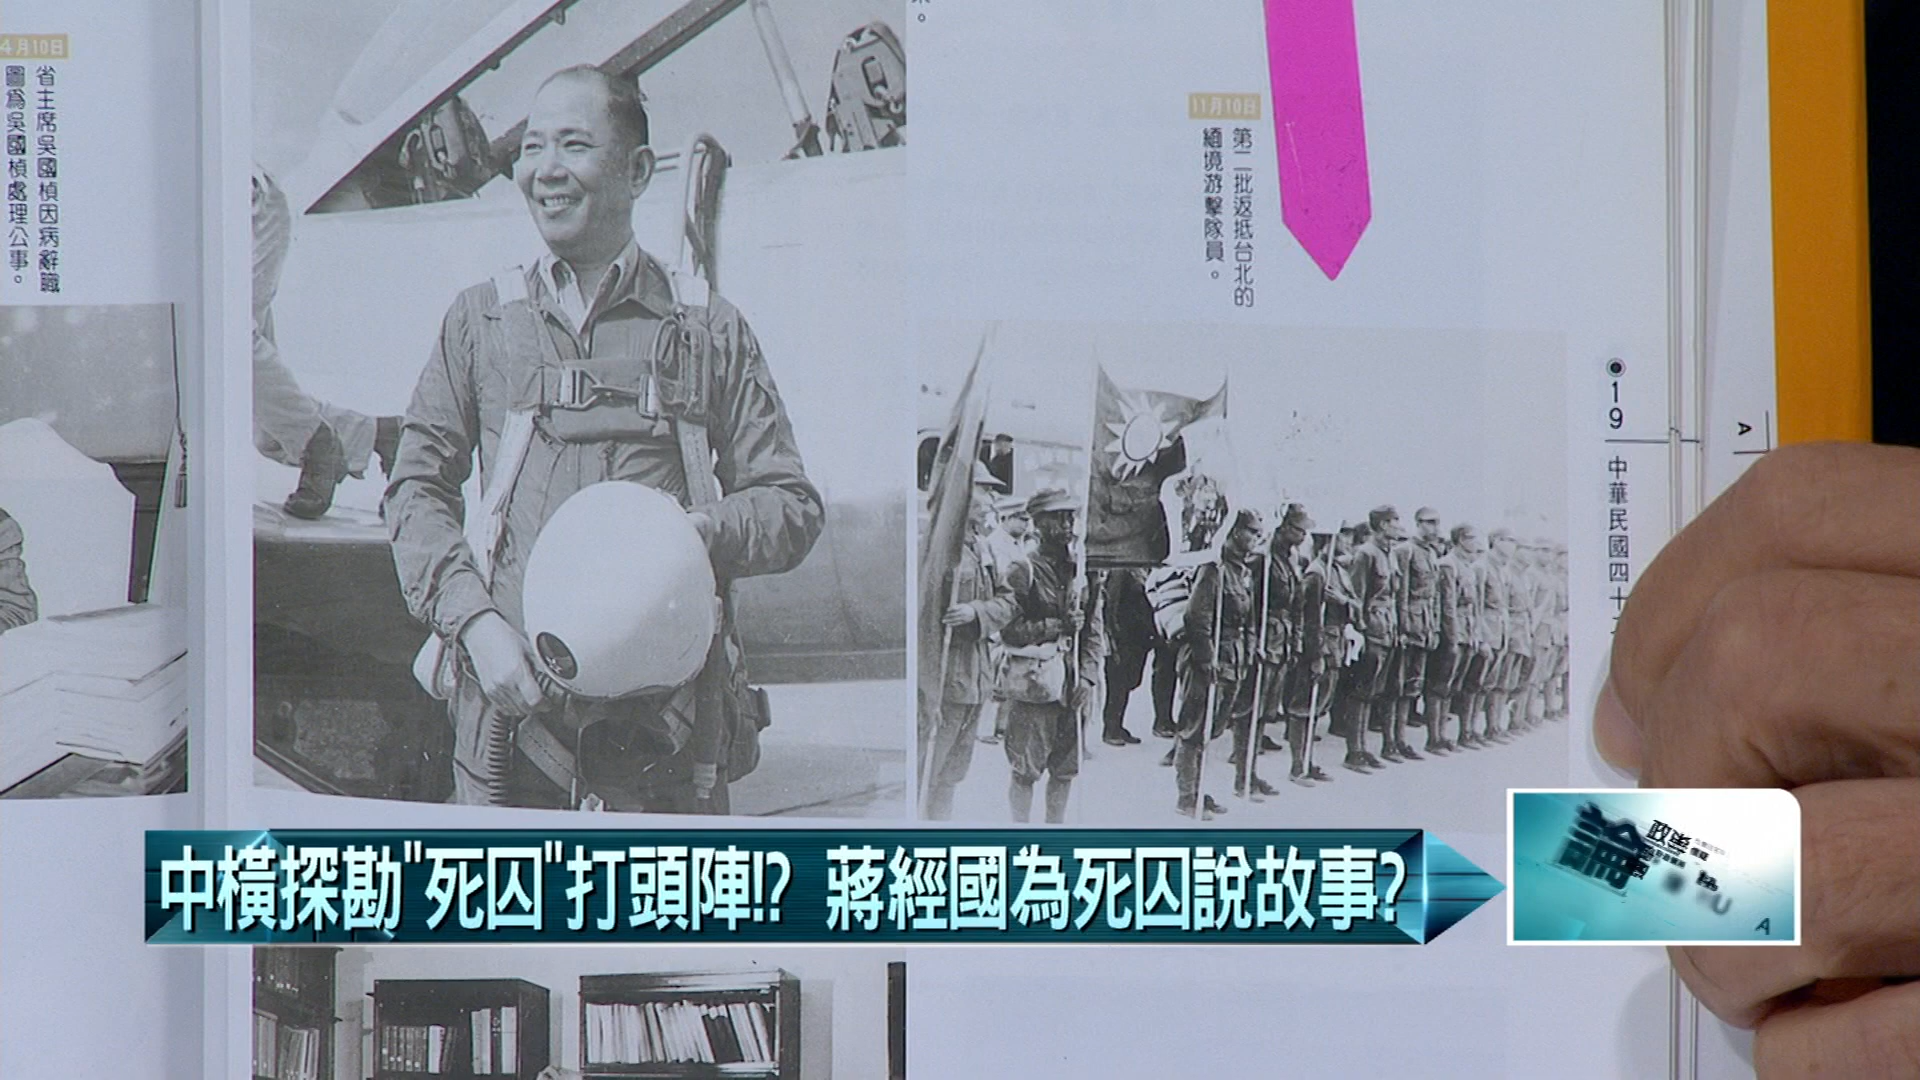 4月10日
省主席吳國楨因病辭職
圖為吳國楨處理公事。
11月10日
第二批返抵台北的
緬境游擊隊員。
19
中華民國四十
A
中橫探勘"死囚"打頭陣!? 蔣經國為死囚說故事?
論
政策
A